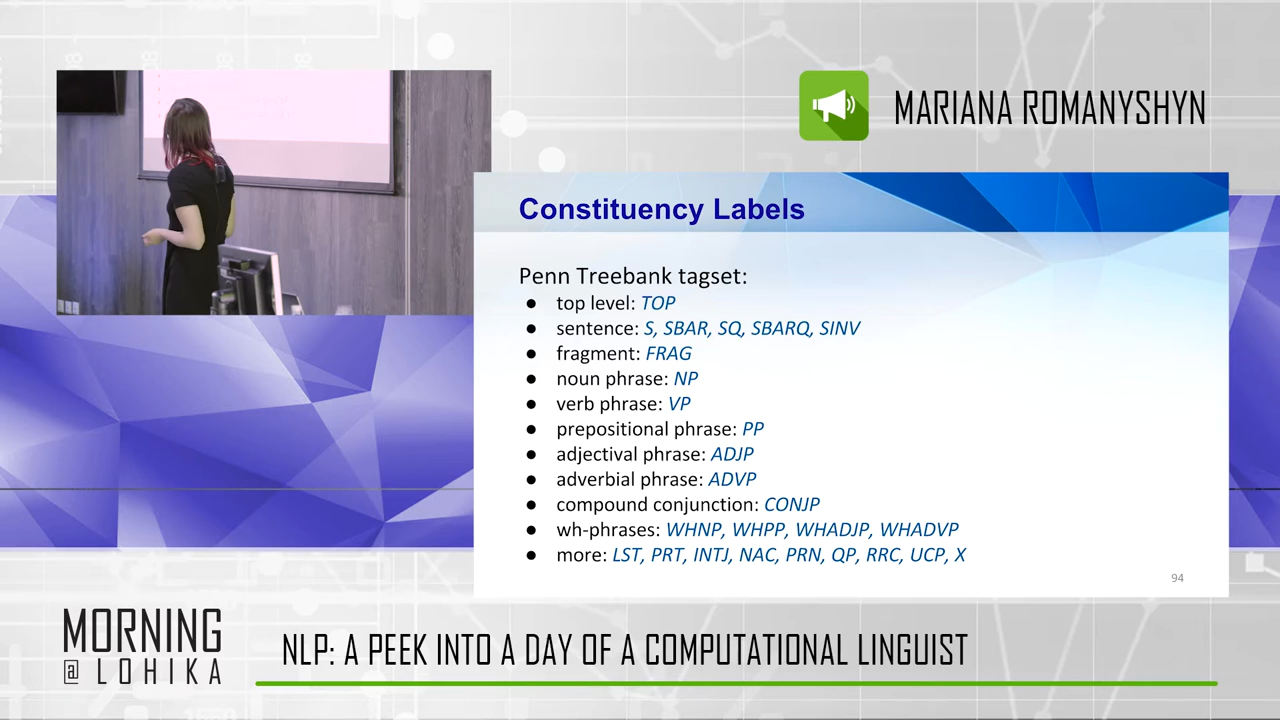 MARIANA ROMANYSHYN
Constituency Labels
Penn Treebank tagset:
● top level: TOP
● sentence: S, SBAR, SQ, SBARQ, SINV
● fragment: FRAG
● noun phrase: NP
● verb phrase: VP
● prepositional phrase: PP
● adjectival phrase: ADJP
● adverbial phrase: ADVP
● compound conjunction: CONJP
● wh-phrases: WHNP, WHPP, WHADJP, WHADVP
● more: LST, PRT, INTJ, NAC, PRN, QP, RRC, UCP, X
94
MORNING
@ LOHIKA
NLP: A PEEK INTO A DAY OF A COMPUTATIONAL LINGUIST